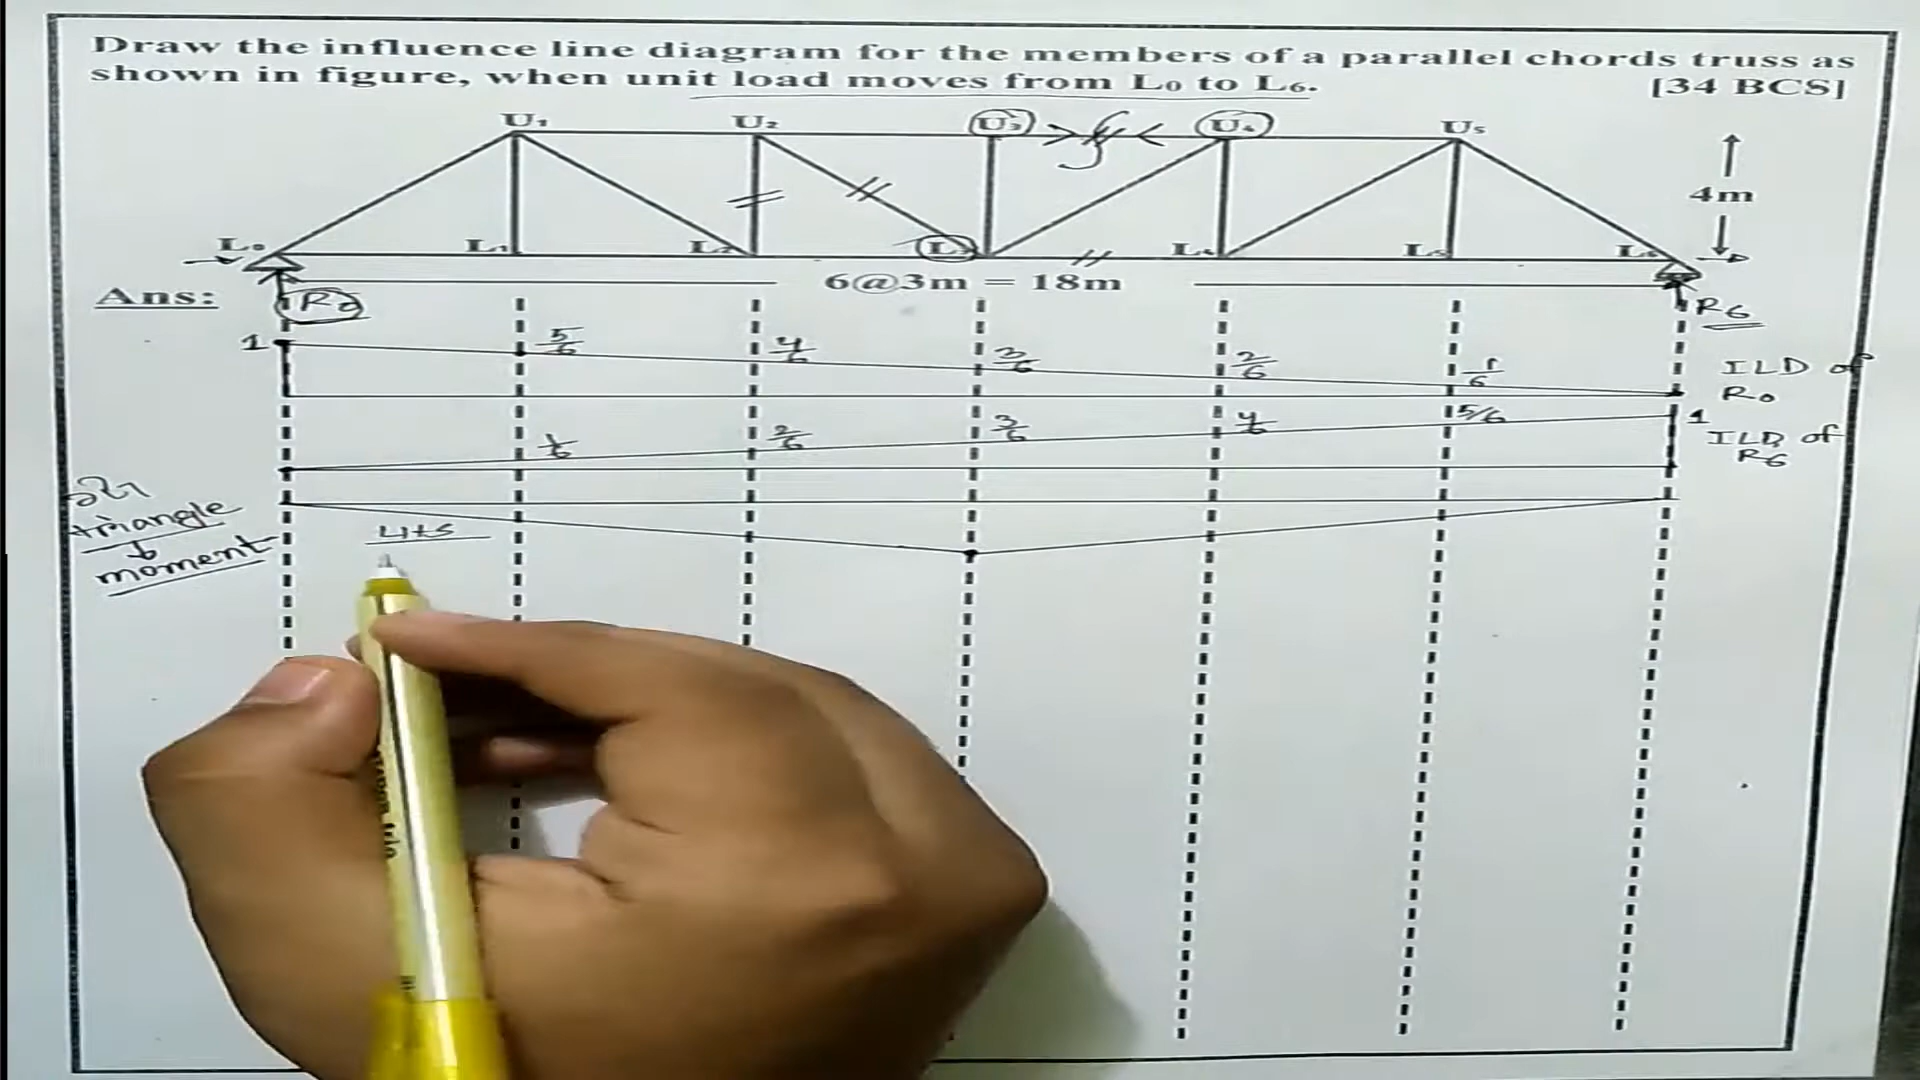 Draw the influence line diagram for the members of a parallel chords truss as
shown in figure, when unit load moves from L₀ to L₆.
[34 BCS]
U₁ U₂ U₃ U₄ U₅
4m
L₀ L₁ L₂ L₃ L₄ L₅ L₆
6@3m = 18m
Ans:
R₀ R₆
1 5/6 4/6 3/6 2/6 1/6
ILD of
R₀
1/6 2/6 3/6 4/6 5/6 1
ILD of
R₆
triangle
moment
LHS